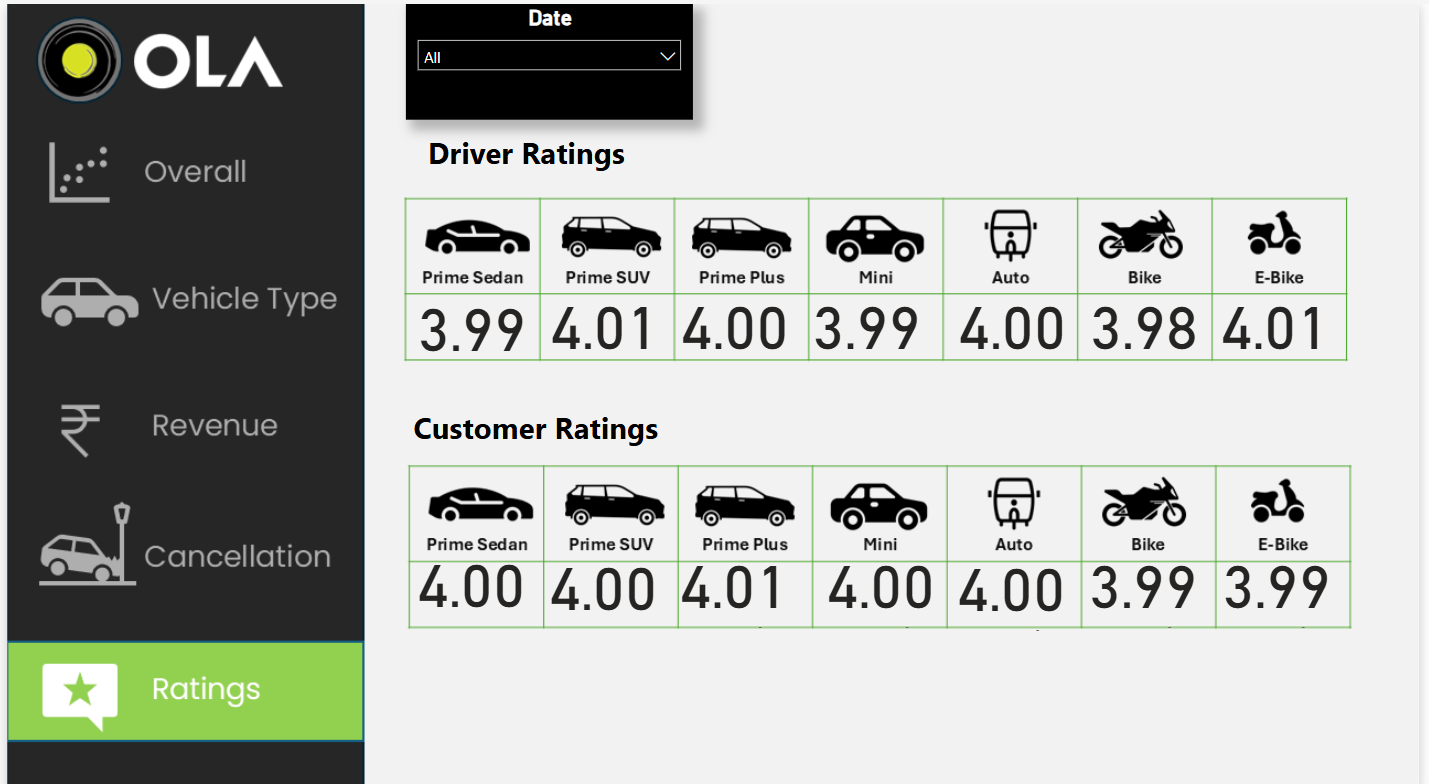 OLA
Overall
Vehicle Type
Revenue
Cancellation
Ratings
Date
All
Driver Ratings
Prime Sedan Prime SUV Prime Plus Mini Auto Bike E-Bike
3.99 4.01 4.00 3.99 4.00 3.98 4.01
Customer Ratings
Prime Sedan Prime SUV Prime Plus Mini Auto Bike E-Bike
4.00 4.00 4.01 4.00 4.00 3.99 3.99